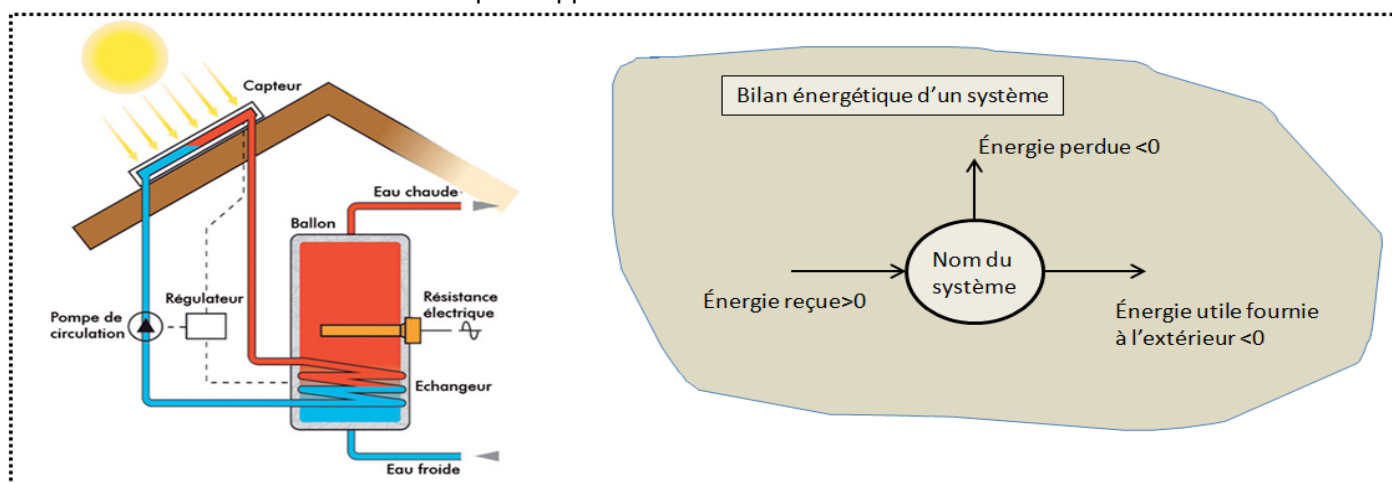 Capteur
Eau chaude
Ballon
Régulateur
Résistance
électrique
Pompe de
circulation
Echangeur
Eau froide
Bilan énergétique d'un système
Énergie perdue <0
Nom du
système
Énergie reçue>0
Énergie utile fournie
à l'extérieur <0